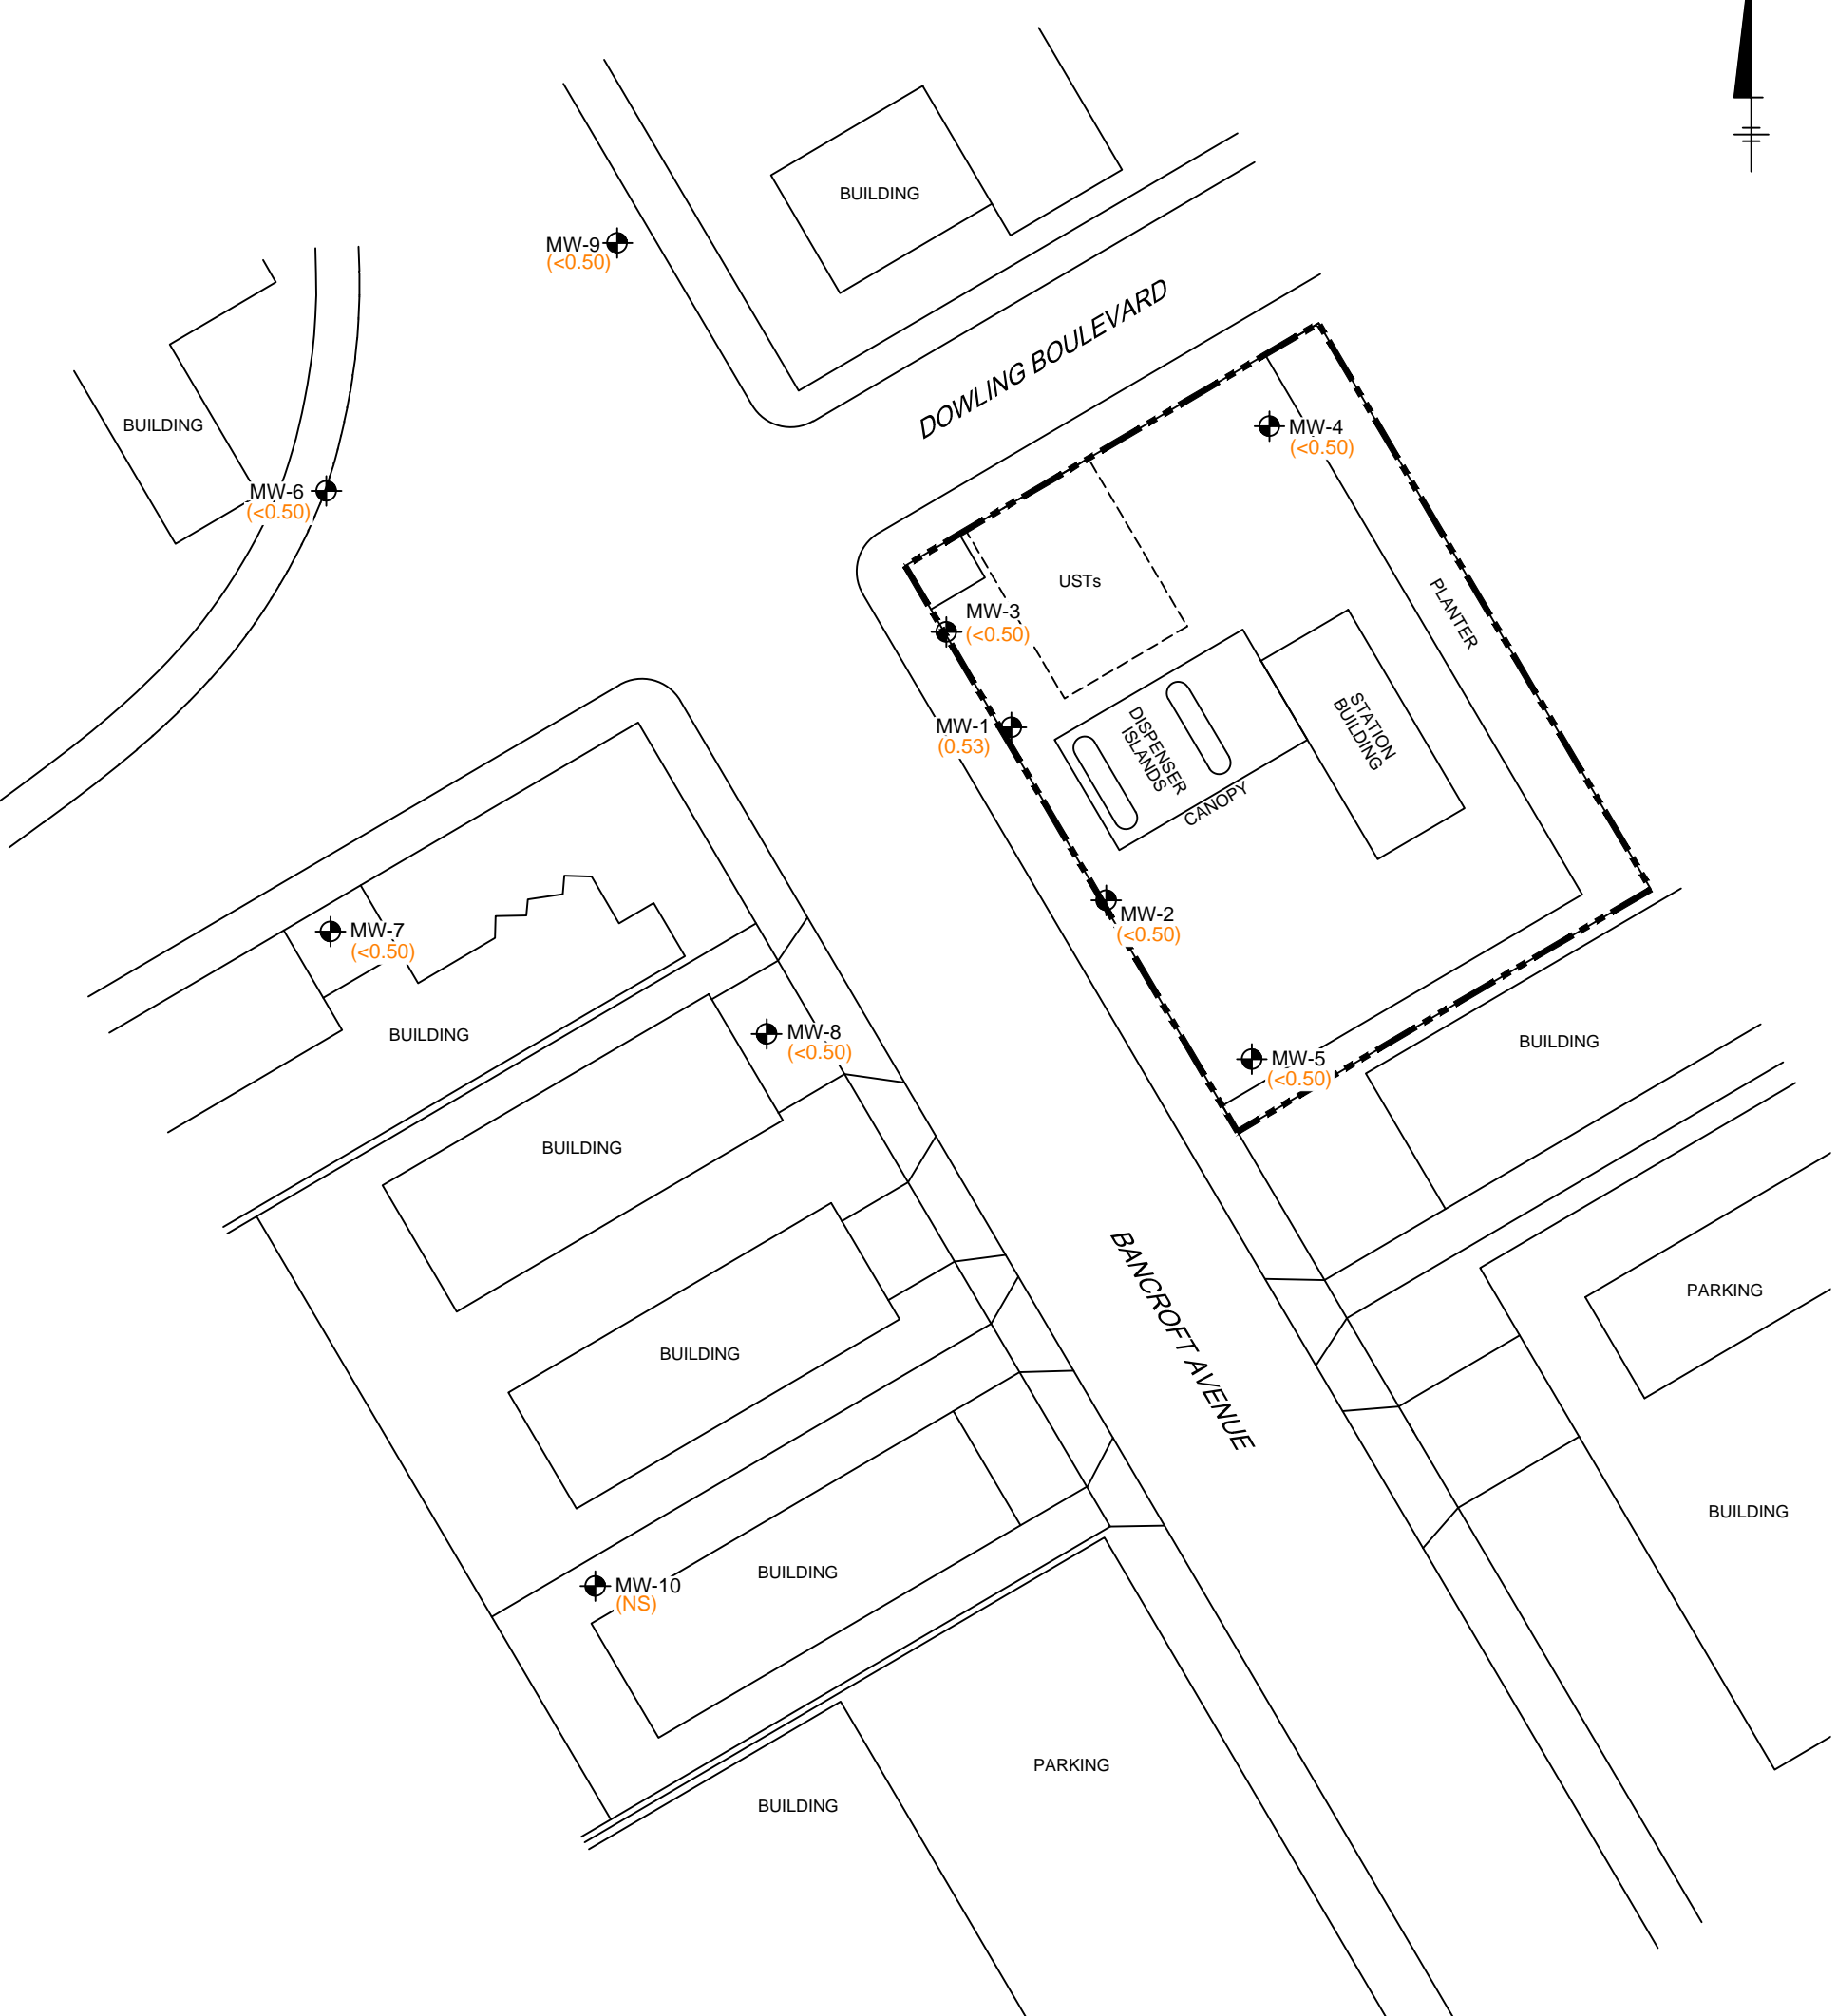 BUILDING
MW-9
(<0.50)
DOWLING BOULEVARD
BUILDING
MW-4
(<0.50)
MW-6
(<0.50)
USTs
MW-3
(<0.50)
PLANTER
MW-1
(0.53)
DISPENSER
ISLANDS
STATION
BUILDING
CANOPY
MW-2
(<0.50)
MW-7
(<0.50)
BUILDING
MW-8
(<0.50)
MW-5
(<0.50)
BUILDING
BUILDING
BANCROFT AVENUE
PARKING
BUILDING
BUILDING
BUILDING
MW-10
(NS)
PARKING
BUILDING